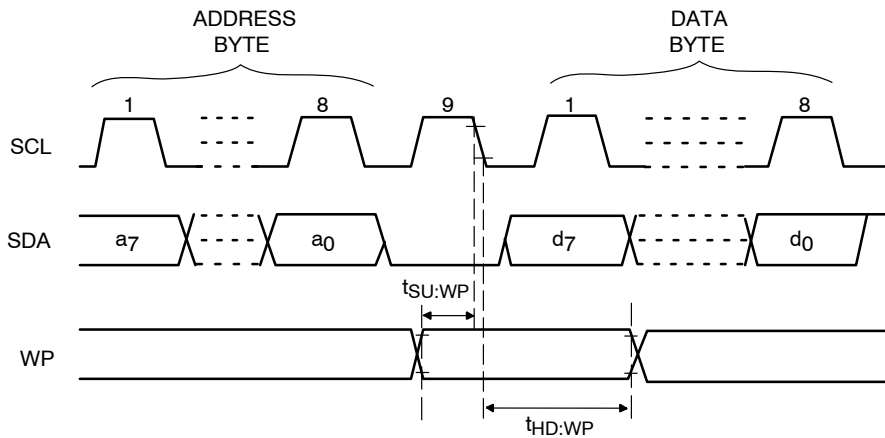 ADDRESS
BYTE
DATA
BYTE
1 8 9 1 8
SCL
SDA a7 a0 d7 d0
tSU:WP
WP
tHD:WP